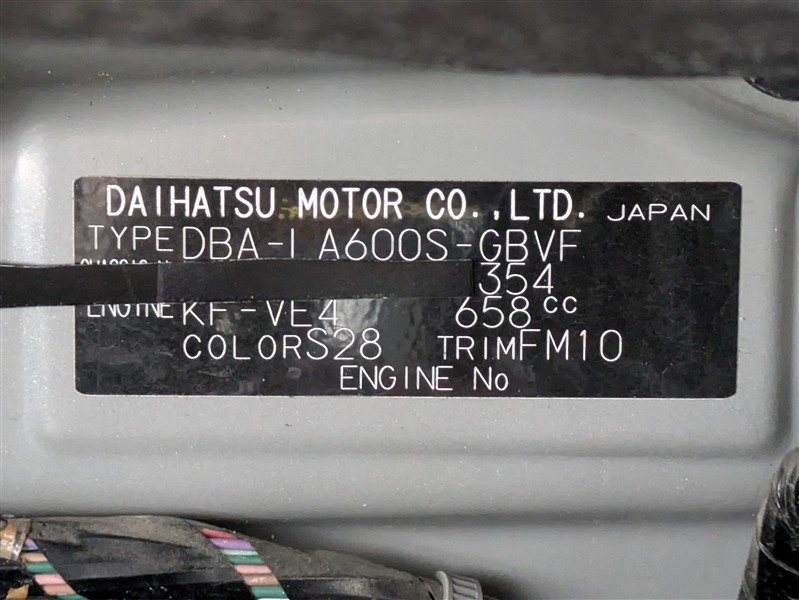 DAIHATSU MOTOR CO.,LTD. JAPAN
TYPE DBA-LA600S-GBVF
354
ENGINE KF-VE4 658cc
COLOR S28 TRIM FM10
ENGINE No